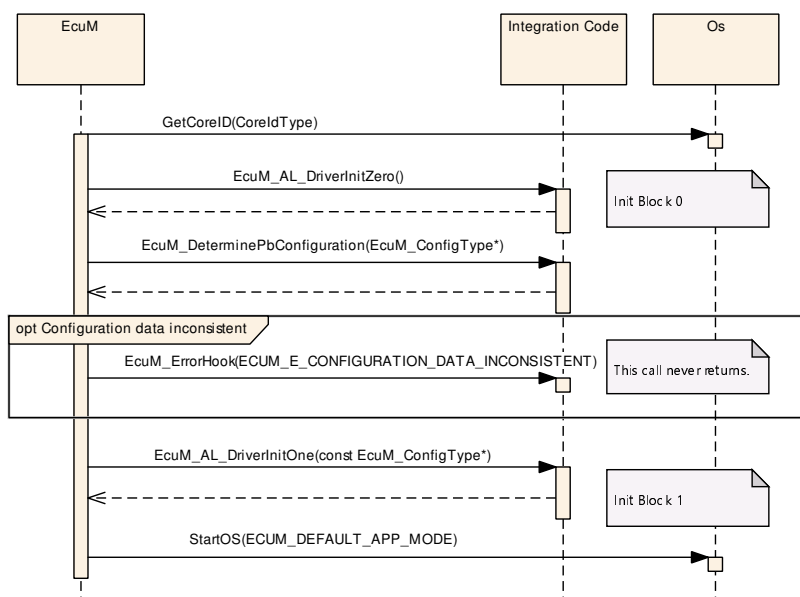 EcuM
Integration Code
Os
GetCoreID(CoreIdType)
EcuM_AL_DriverInitZero()
Init Block 0
EcuM_DeterminePbConfiguration(EcuM_ConfigType*)
opt Configuration data inconsistent
EcuM_ErrorHook(ECUM_E_CONFIGURATION_DATA_INCONSISTENT)
This call never returns.
EcuM_AL_DriverInitOne(const EcuM_ConfigType*)
Init Block 1
StartOS(ECUM_DEFAULT_APP_MODE)